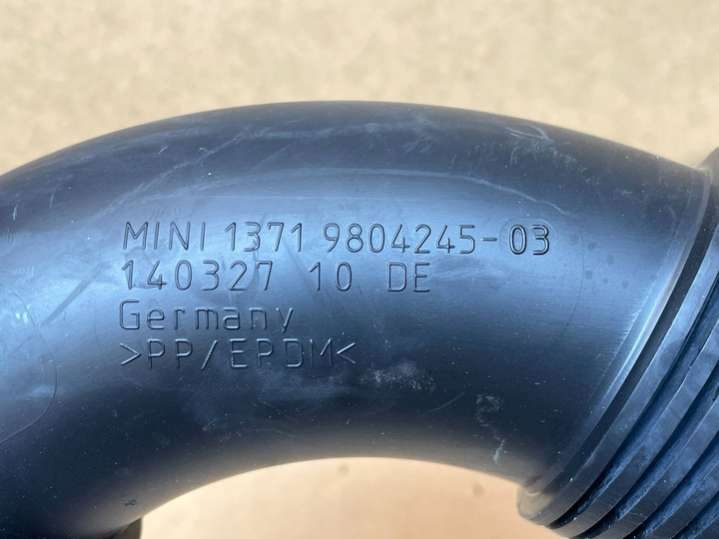 MINI 1371 9804245-03
140327 10 DE
Germany
>PP/EPDM<